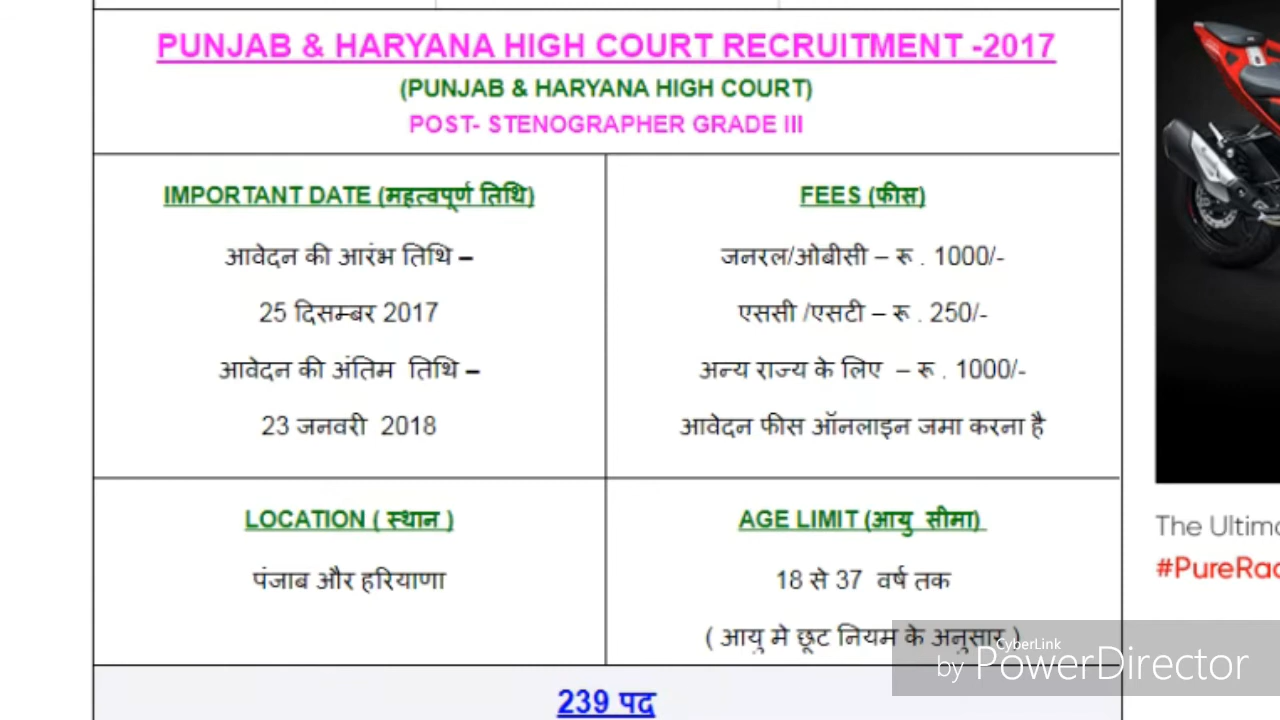 PUNJAB & HARYANA HIGH COURT RECRUITMENT -2017
(PUNJAB & HARYANA HIGH COURT)
POST- STENOGRAPHER GRADE III
IMPORTANT DATE (महत्वपूर्ण तिथि)
आवेदन की आरंभ तिथि –
25 दिसम्बर 2017
आवेदन की अंतिम तिथि –
23 जनवरी 2018
FEES (फीस)
जनरल/ओबीसी – रू . 1000/-
एससी /एसटी – रू . 250/-
अन्य राज्य के लिए – रू . 1000/-
आवेदन फीस ऑनलाइन जमा करना है
LOCATION ( स्थान )
पंजाब और हरियाणा
AGE LIMIT (आयु सीमा)
18 से 37 वर्ष तक
( आयु मे छूट नियम के अनुसार )
239 पद
The Ultima
#PureRac
CyberLink
by PowerDirector